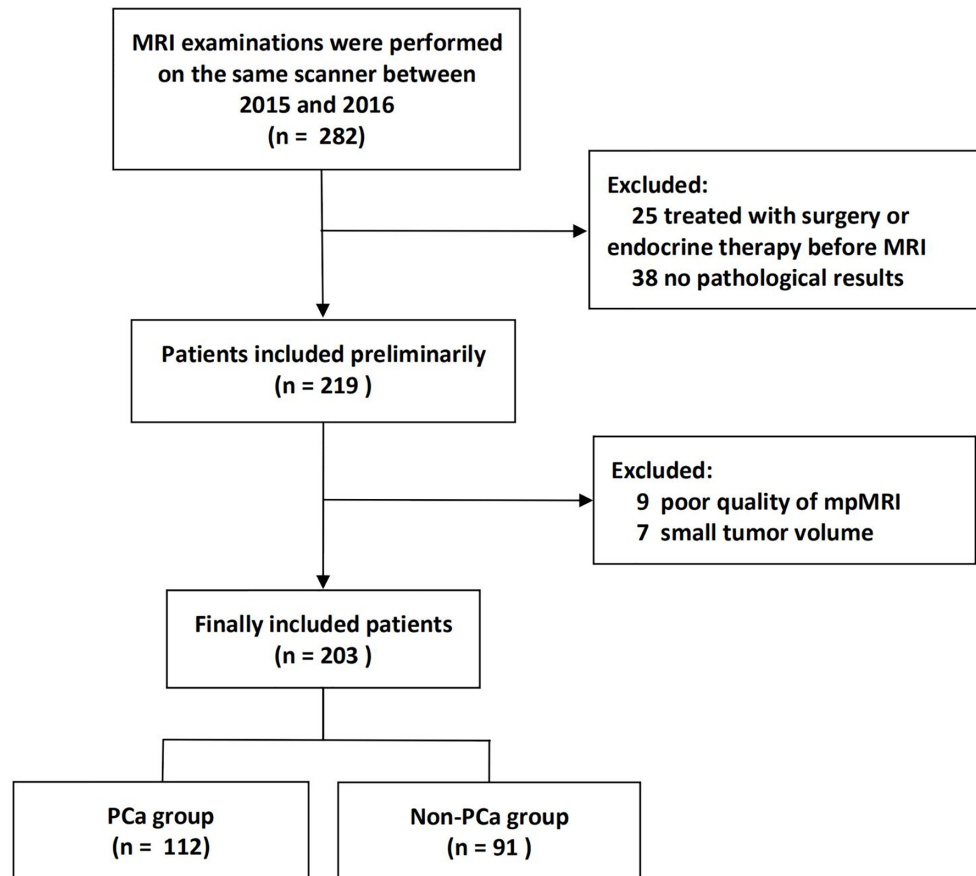 MRI examinations were performed
on the same scanner between
2015 and 2016
(n =  282)
Excluded:
25 treated with surgery or
endocrine therapy before MRI
38 no pathological results
Patients included preliminarily
(n = 219 )
Excluded:
9  poor quality of mpMRI
7  small tumor volume
Finally included patients
(n = 203 )
PCa group
(n =  112)
Non-PCa group
(n = 91 )